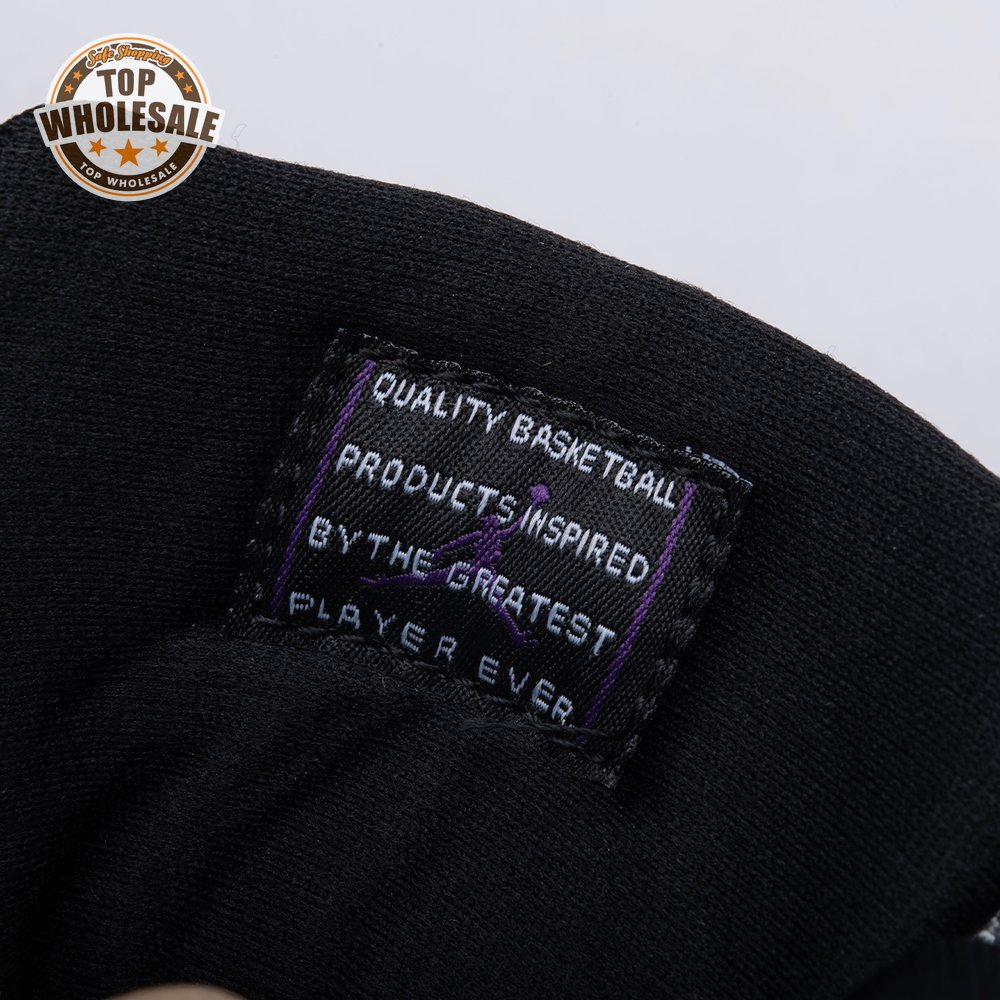 Safe Shopping
TOP
WHOLESALE
TOP WHOLESALE
QUALITY BASKETBALL
PRODUCTS INSPIRED
BY THE GREATEST
PLAYER EVER.